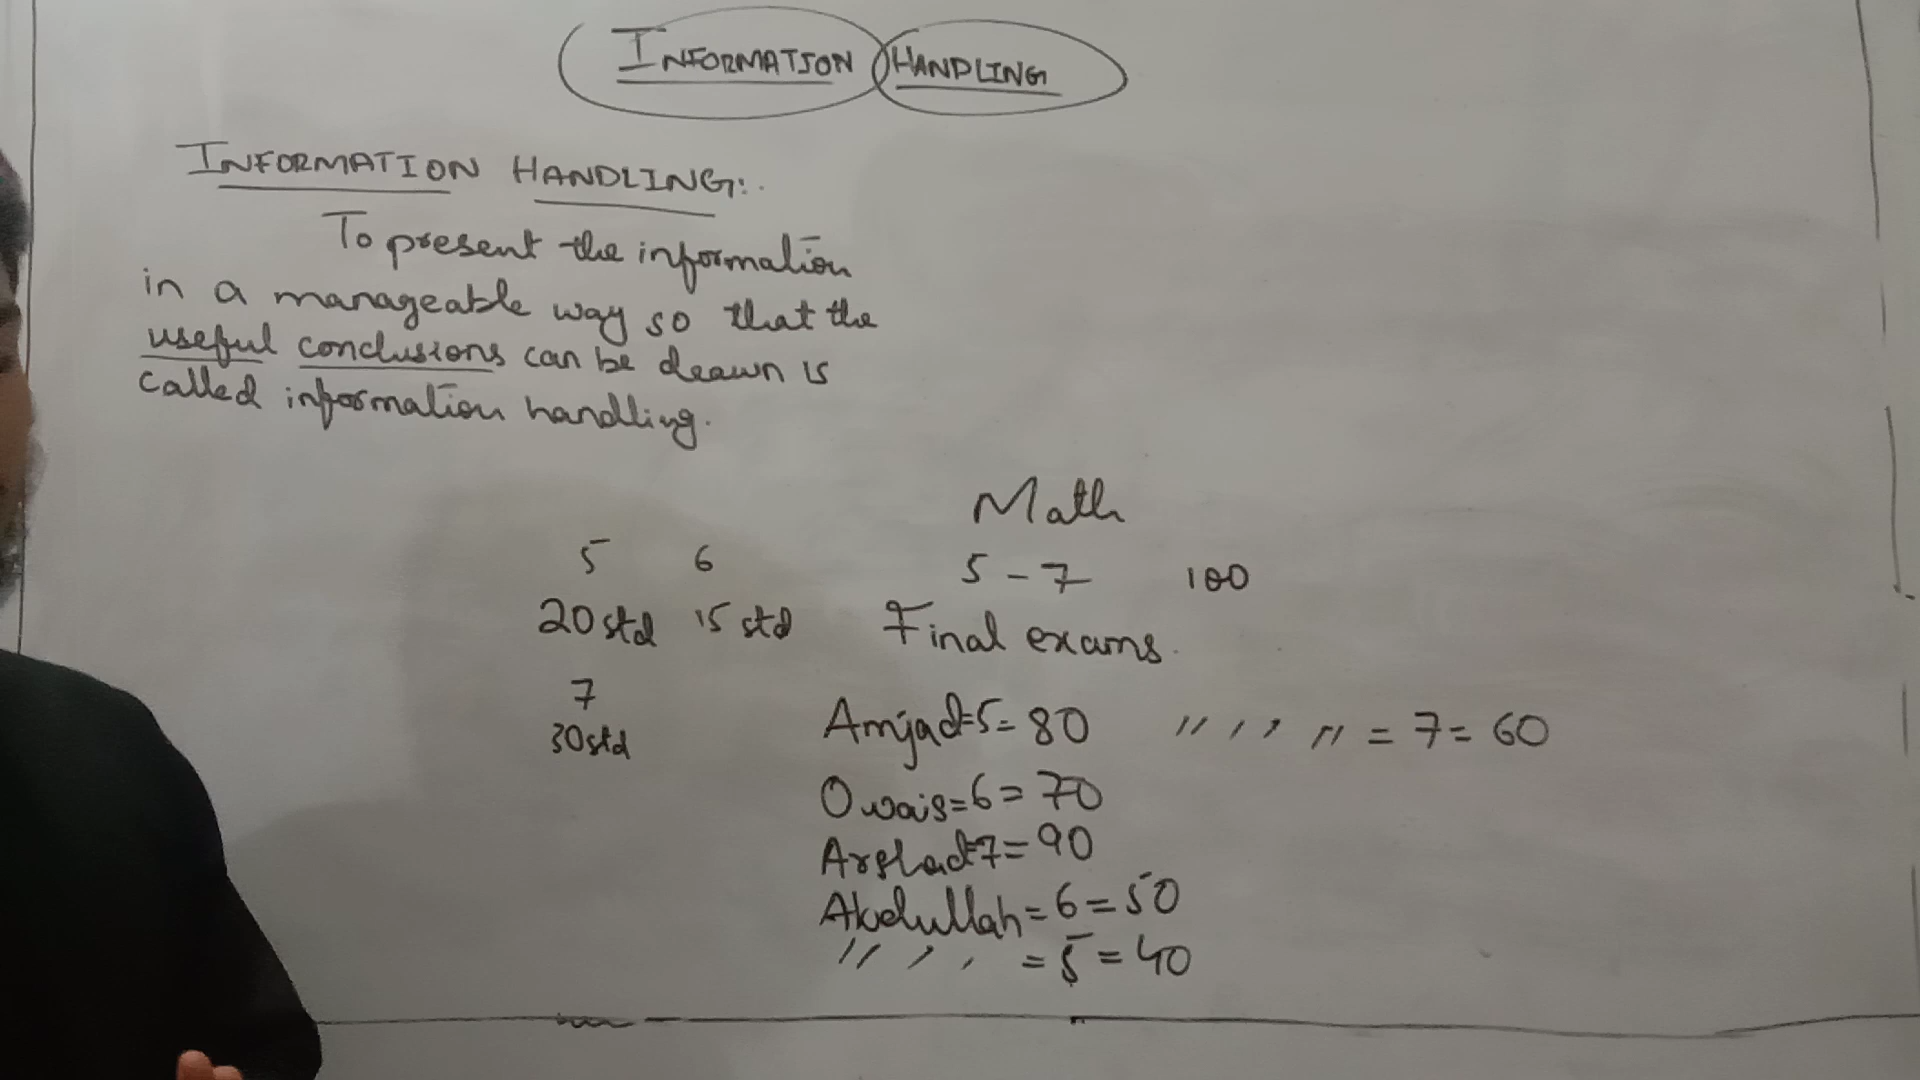 INFORMATION HANDLING
INFORMATION HANDLING:.
To present the information
in a manageable way so that the
useful conclusions can be drawn is
called information handling.
Math
5 6 5-7 100
20 std 15 std Final exams.
7
30 std
Amjad=5=80 " , , " = 7 = 60
Owais=6=70
Arshad=7=90
Abdullah=6=50
" , , =5=40